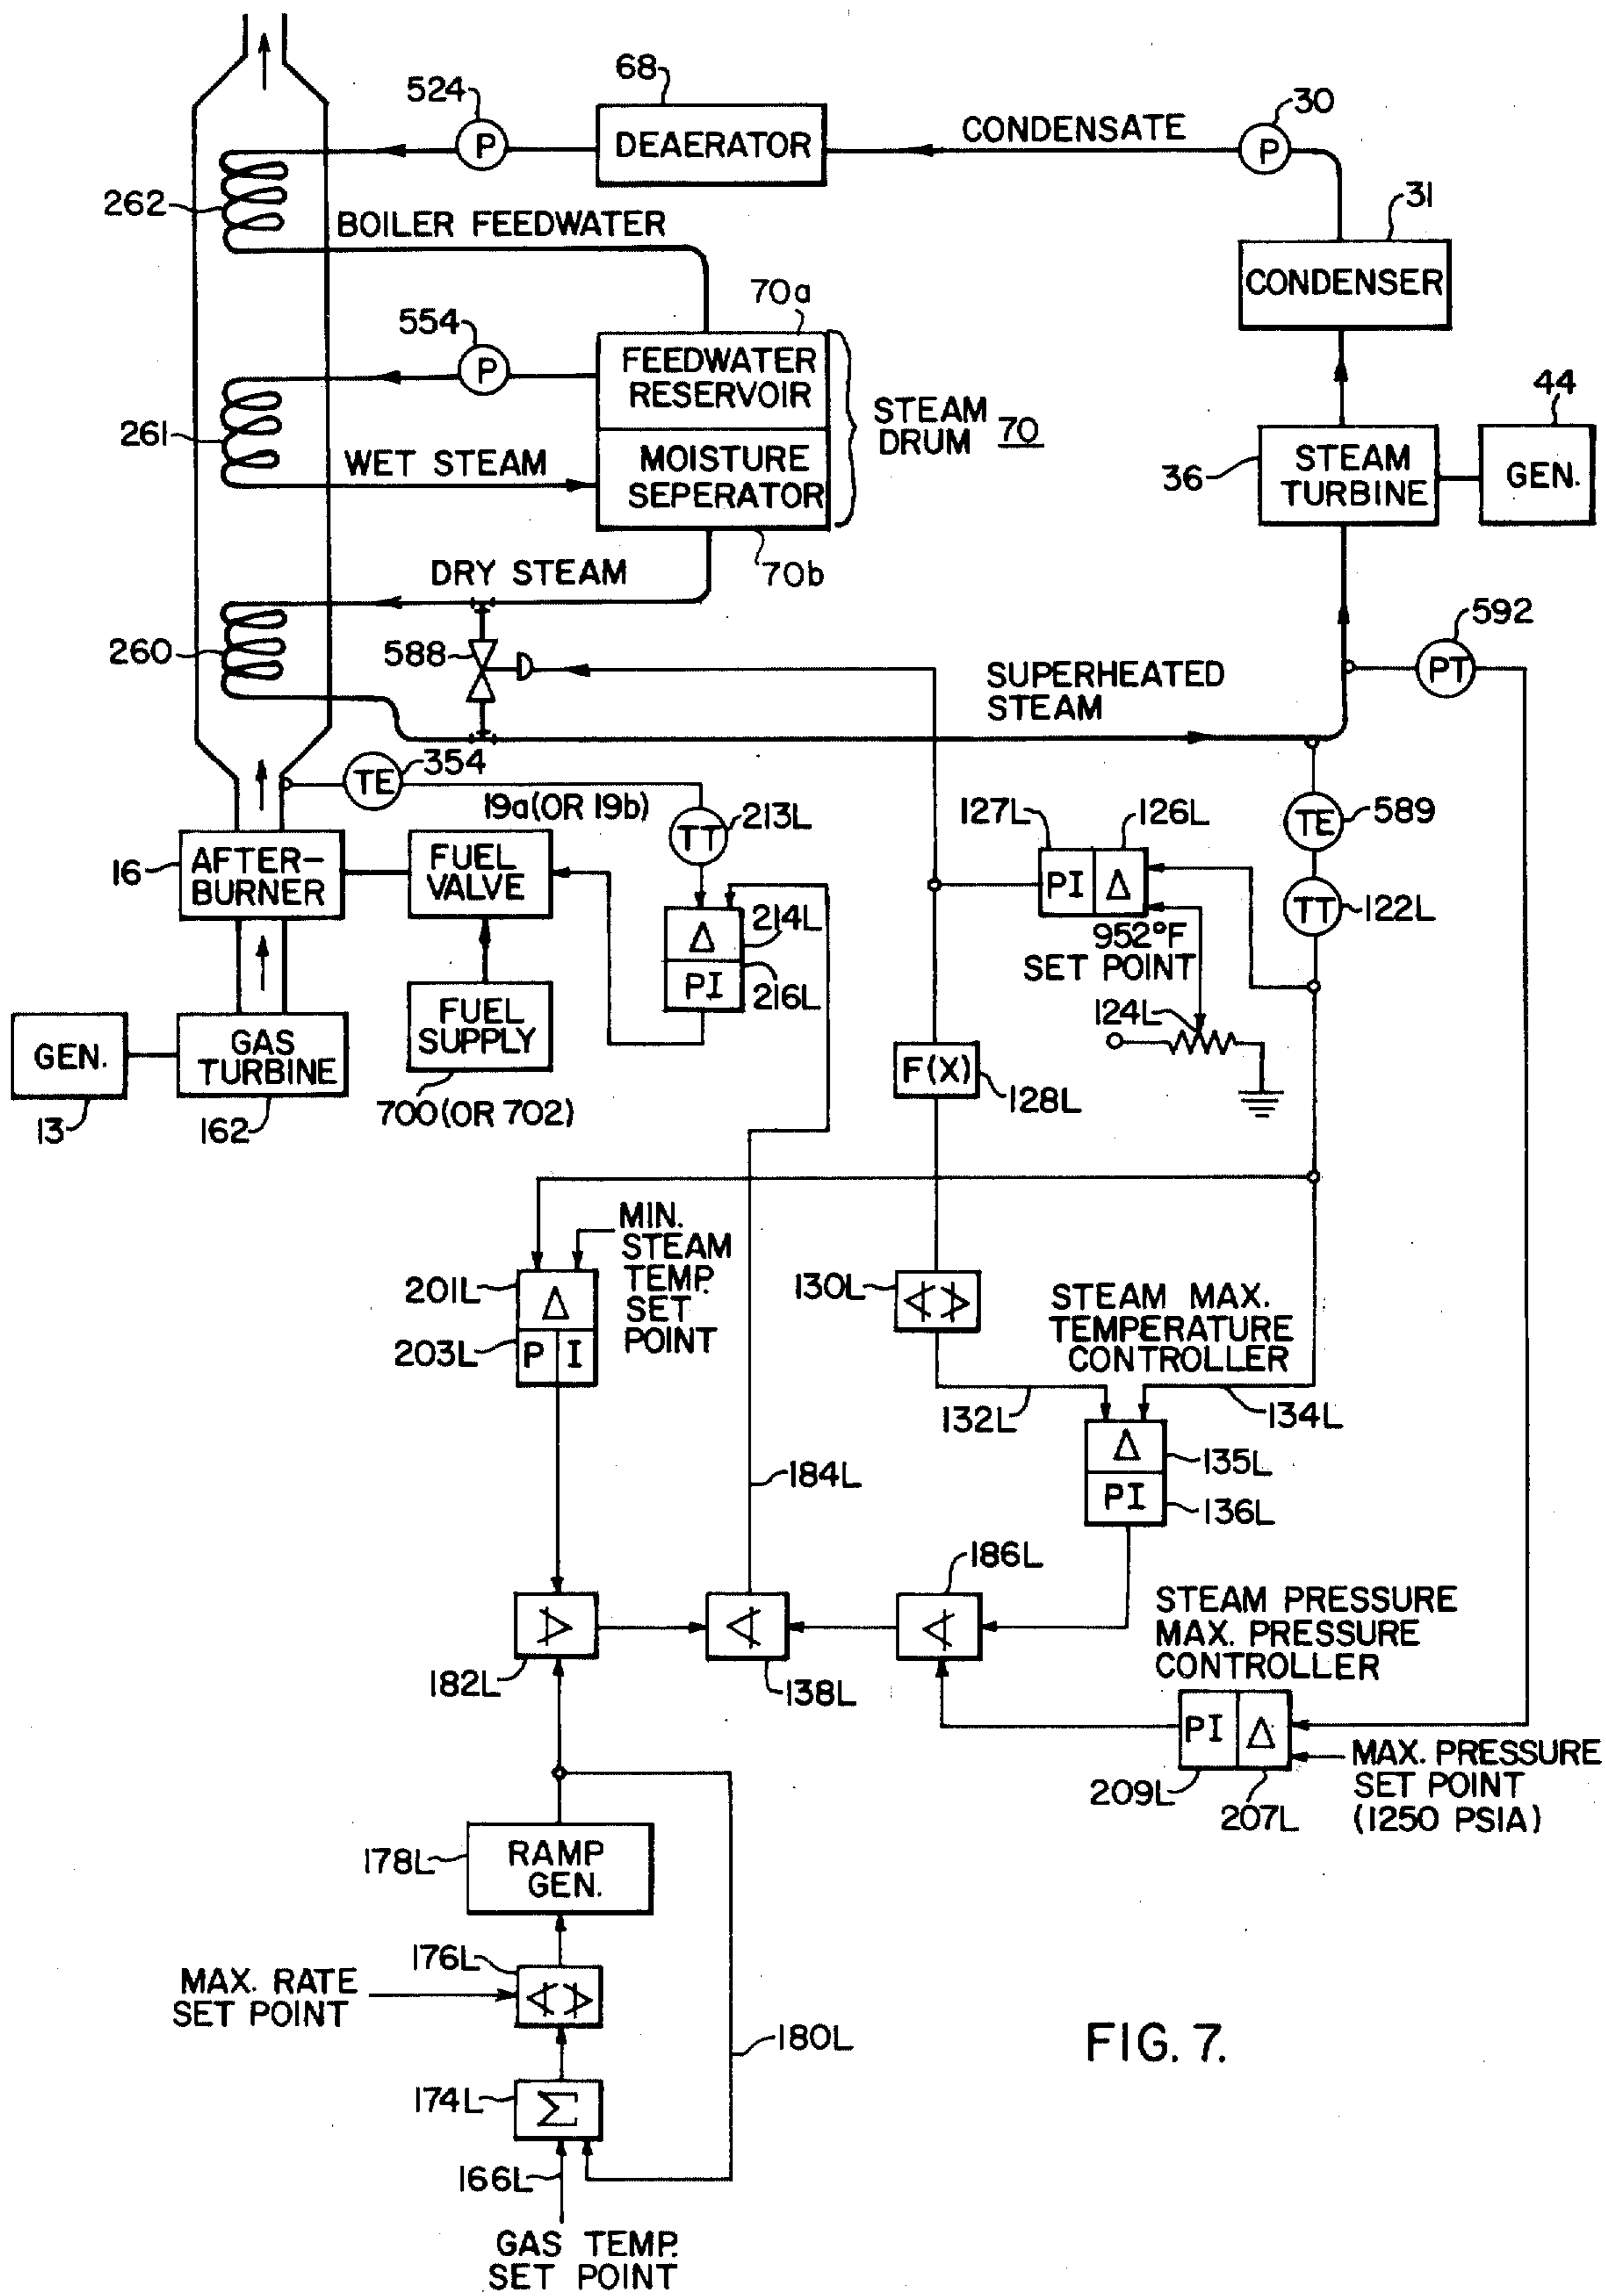 524
P
68
DEAERATOR
CONDENSATE
30
P
262
BOILER FEEDWATER
31
CONDENSER
70a
554
P
FEEDWATER
RESERVOIR
STEAM
DRUM 70
44
261
WET STEAM
MOISTURE
SEPERATOR
36
STEAM
TURBINE
GEN.
DRY STEAM
70b
592
PT
260
588
SUPERHEATED
STEAM
TE
354
19a (OR 19b)
TT
213L
127L
126L
PI Δ
TE
589
16
AFTER-
BURNER
FUEL
VALVE
TT
122L
Δ
214L
PI
216L
952°F
SET POINT
124L
GEN.
GAS
TURBINE
FUEL
SUPPLY
F(X)
128L
13
162
700 (OR 702)
MIN.
STEAM
TEMP.
SET
POINT
201L
Δ
203L
P I
130L
< >
STEAM MAX.
TEMPERATURE
CONTROLLER
132L
134L
Δ
135L
PI
136L
184L
186L
>
<
<
182L
138L
STEAM PRESSURE
MAX. PRESSURE
CONTROLLER
PI Δ
209L
207L
MAX. PRESSURE
SET POINT
(1250 PSIA)
178L
RAMP
GEN.
176L
< >
MAX. RATE
SET POINT
180L
174L
Σ
166L
GAS TEMP.
SET POINT
FIG. 7.